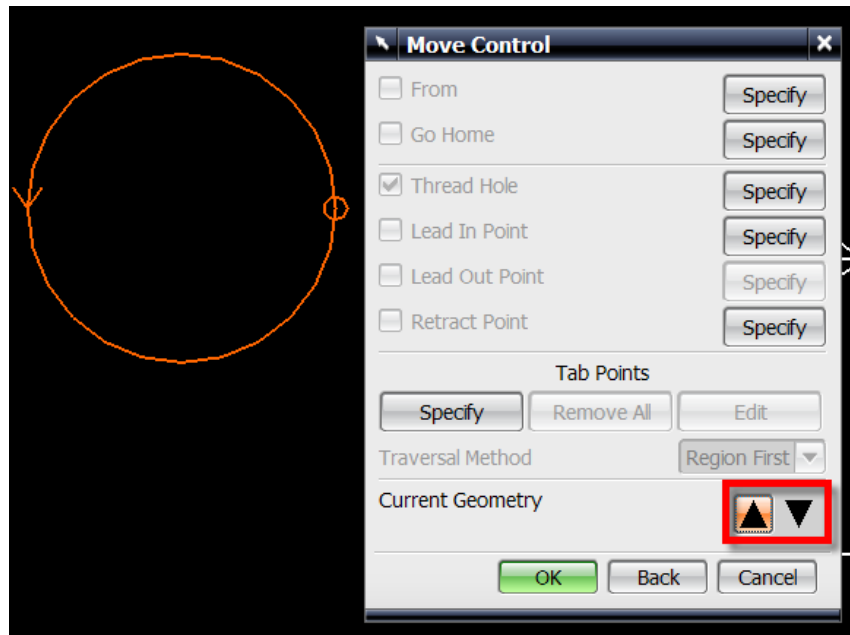 Move Control
From Specify
Go Home Specify
Thread Hole Specify
Lead In Point Specify
Lead Out Point Specify
Retract Point Specify
Tab Points
Specify Remove All Edit
Traversal Method Region First
Current Geometry
OK Back Cancel